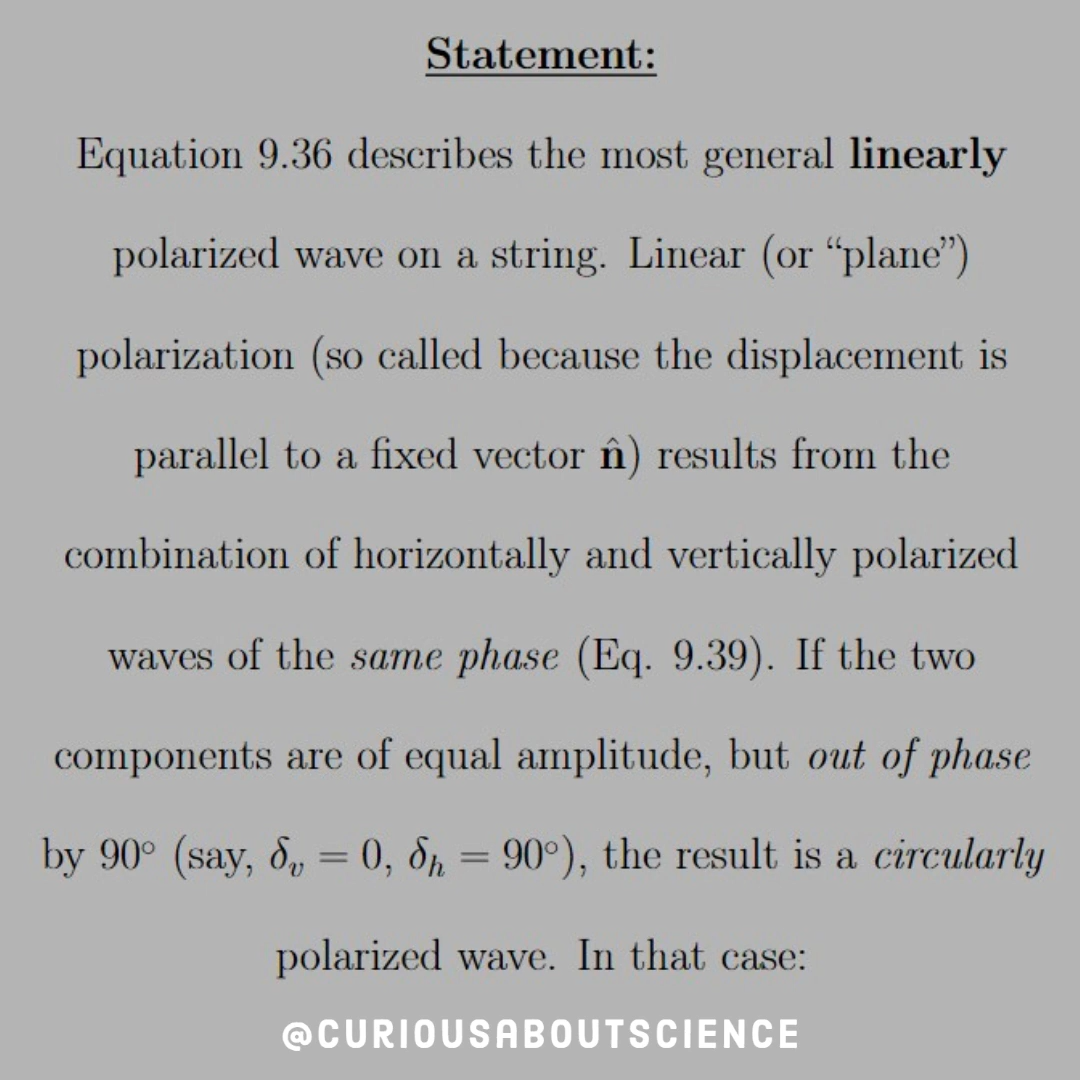 Statement:
Equation 9.36 describes the most general linearly
polarized wave on a string. Linear (or “plane”)
polarization (so called because the displacement is
parallel to a fixed vector n̂) results from the
combination of horizontally and vertically polarized
waves of the same phase (Eq. 9.39). If the two
components are of equal amplitude, but out of phase
by 90° (say, δᵥ = 0, δₕ = 90°), the result is a circularly
polarized wave. In that case:
@CURIOUSABOUTSCIENCE